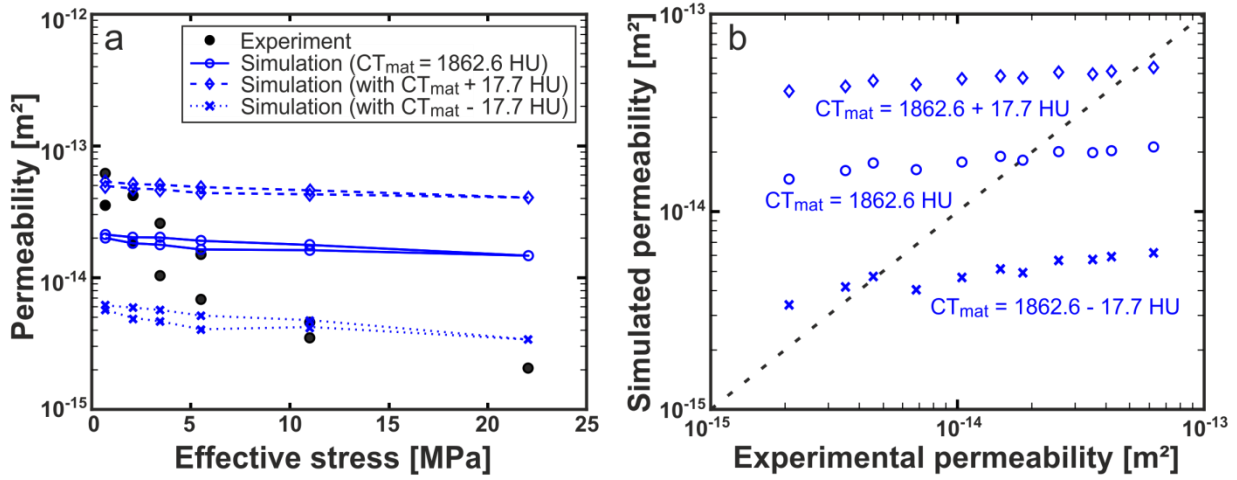 a
Permeability [m²]
10⁻¹²
10⁻¹³
10⁻¹⁴
10⁻¹⁵
Experiment
Simulation (CTmat = 1862.6 HU)
Simulation (with CTmat + 17.7 HU)
Simulation (with CTmat - 17.7 HU)
0 5 10 15 20 25
Effective stress [MPa]
b
Simulated permeability [m²]
10⁻¹³
10⁻¹⁴
10⁻¹⁵
CTmat = 1862.6 + 17.7 HU
CTmat = 1862.6 HU
CTmat = 1862.6 - 17.7 HU
10⁻¹⁵ 10⁻¹⁴ 10⁻¹³
Experimental permeability [m²]